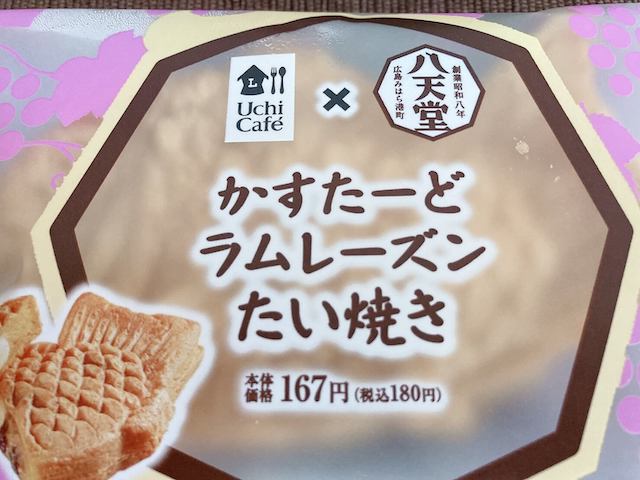 Uchi
Café
×
創業昭和八年
八天堂
広島みはら港町
かすたーど
ラムレーズン
たい焼き
本体
価格 167円(税込180円)